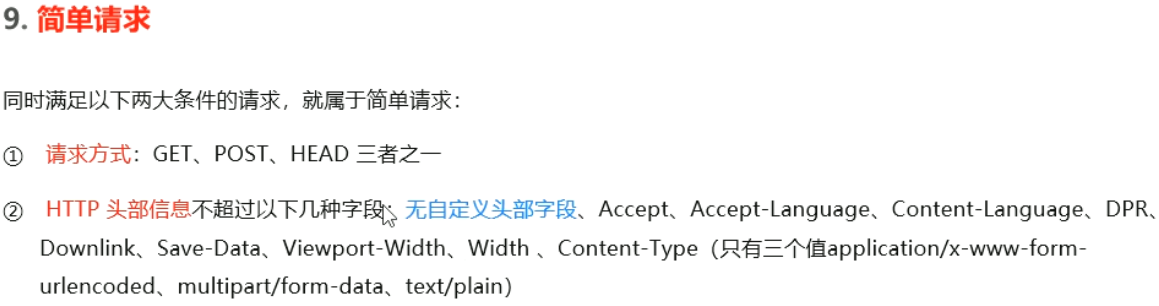 9. 简单请求
同时满足以下两大条件的请求，就属于简单请求：
① 请求方式：GET、POST、HEAD 三者之一
② HTTP 头部信息不超过以下几种字段：无自定义头部字段、Accept、Accept-Language、Content-Language、DPR、
Downlink、Save-Data、Viewport-Width、Width 、Content-Type（只有三个值application/x-www-form-
urlencoded、multipart/form-data、text/plain）